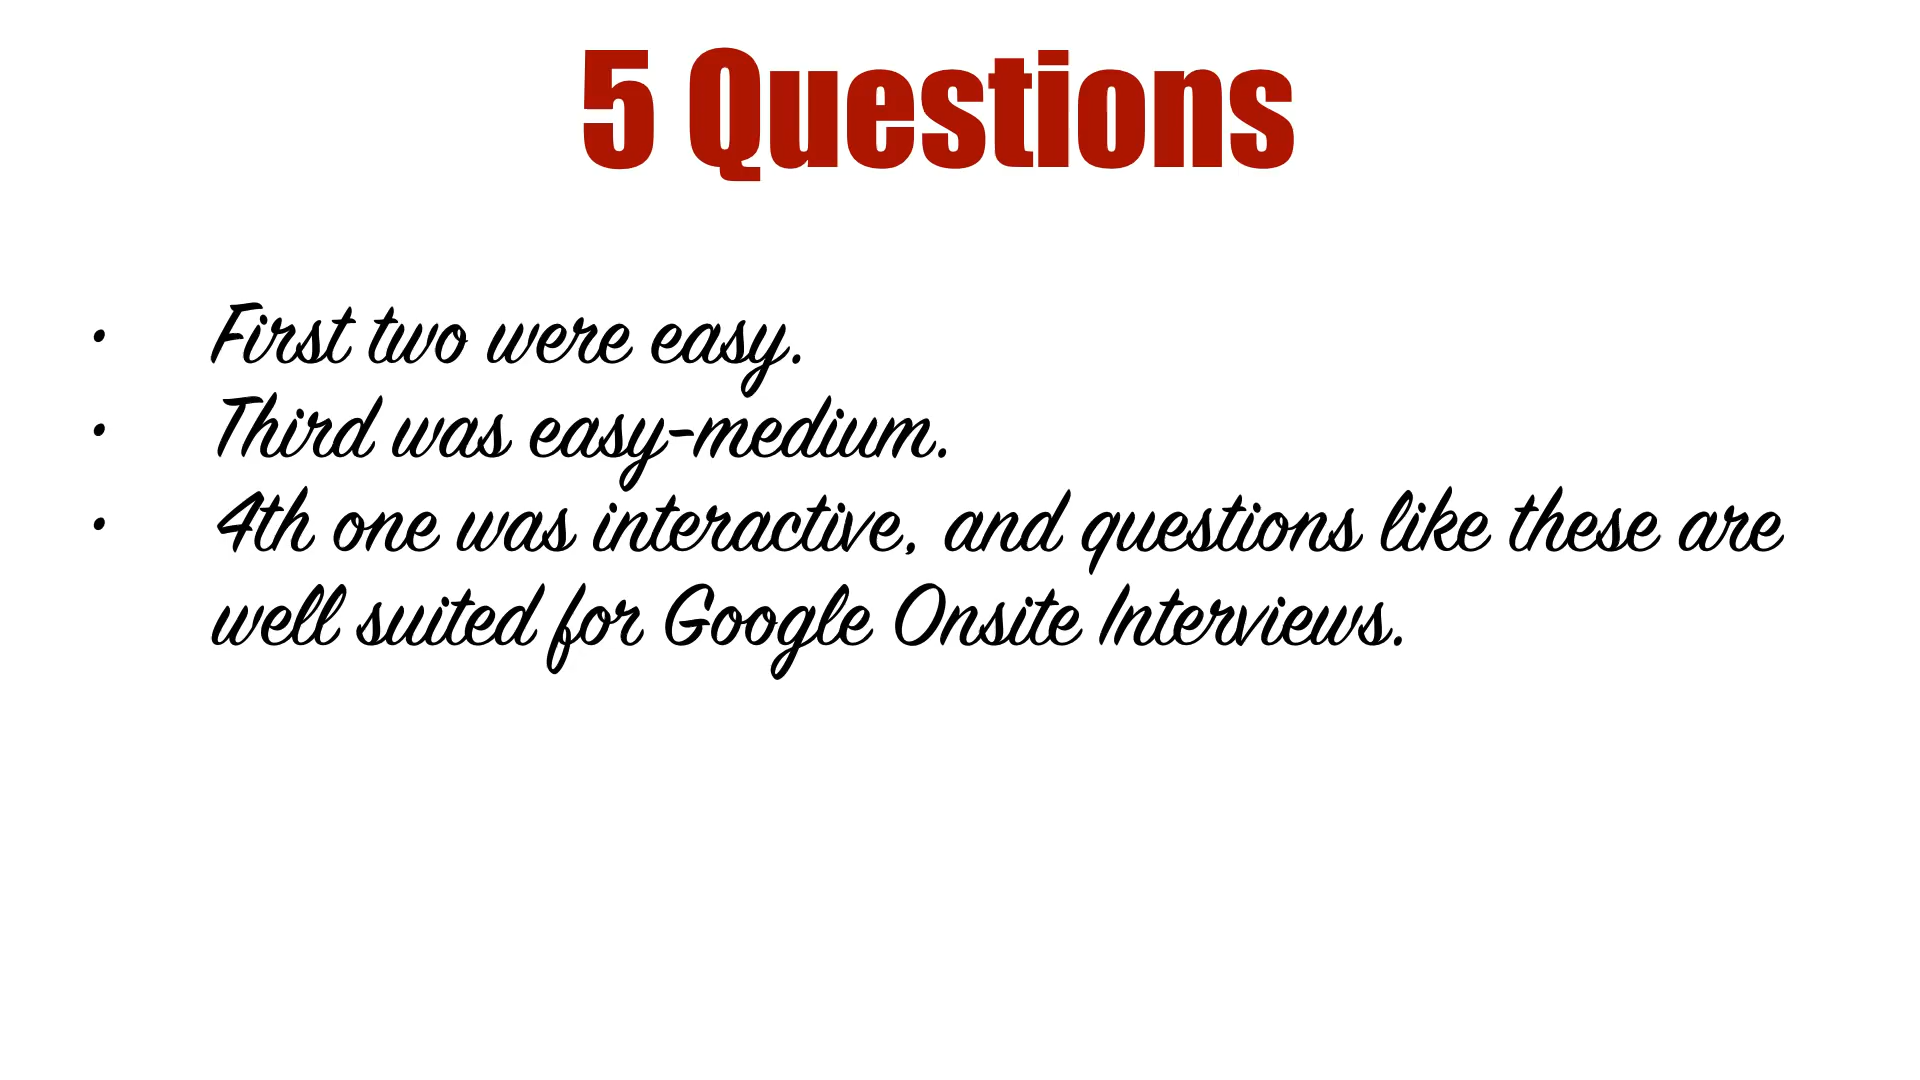 5 Questions
• First two were easy.
• Third was easy-medium.
• 4th one was interactive, and questions like these are
well suited for Google Onsite Interviews.